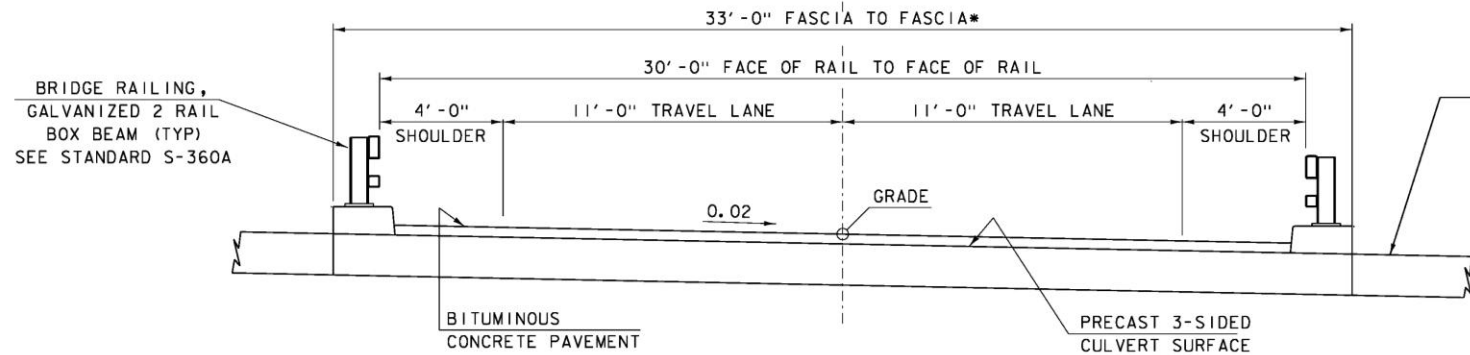 33'-0" FASCIA TO FASCIA*
30'-0" FACE OF RAIL TO FACE OF RAIL
BRIDGE RAILING,
GALVANIZED 2 RAIL
BOX BEAM (TYP)
SEE STANDARD S-360A
4'-0"
SHOULDER
11'-0" TRAVEL LANE
11'-0" TRAVEL LANE
4'-0"
SHOULDER
0.02
GRADE
BITUMINOUS
CONCRETE PAVEMENT
PRECAST 3-SIDED
CULVERT SURFACE